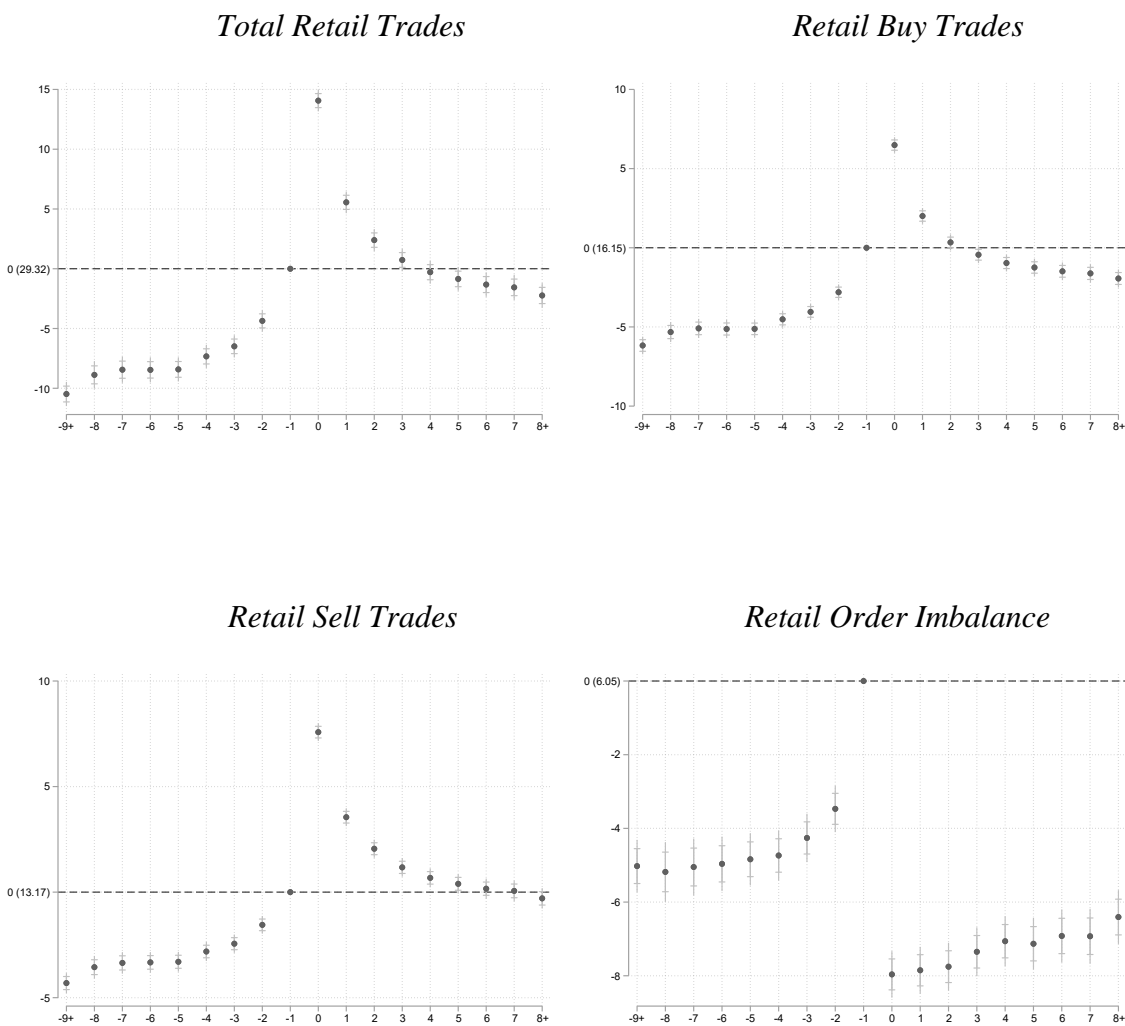 Total Retail Trades
15
10
5
0 (29.32)
-5
-10
-9+ -8 -7 -6 -5 -4 -3 -2 -1 0 1 2 3 4 5 6 7 8+
Retail Buy Trades
10
5
0 (16.15)
-5
-10
-9+ -8 -7 -6 -5 -4 -3 -2 -1 0 1 2 3 4 5 6 7 8+
Retail Sell Trades
10
5
0 (13.17)
-5
-9+ -8 -7 -6 -5 -4 -3 -2 -1 0 1 2 3 4 5 6 7 8+
Retail Order Imbalance
0 (6.05)
-2
-4
-6
-8
-9+ -8 -7 -6 -5 -4 -3 -2 -1 0 1 2 3 4 5 6 7 8+